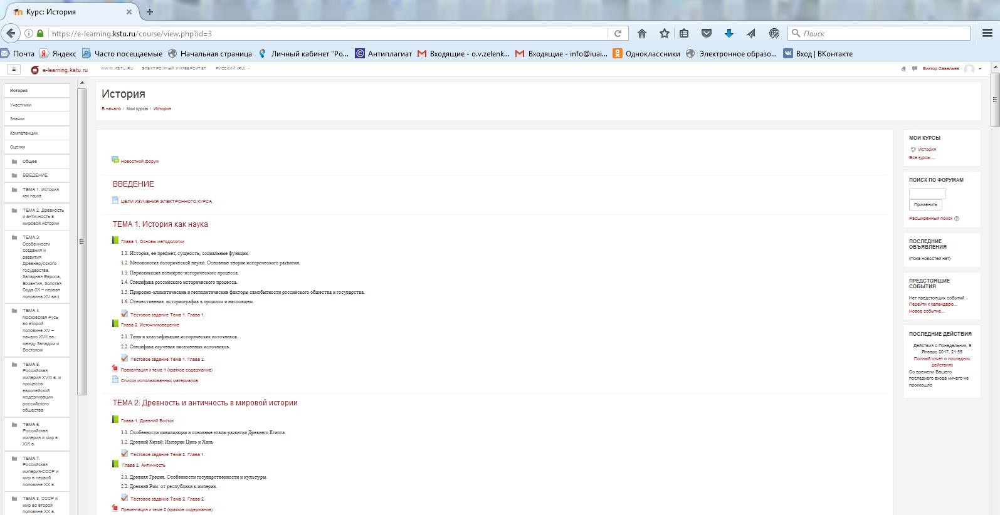 Курс: История
https://e-learning.kstu.ru/course/view.php?id=3
Поиск
Почта
Яндекс
Часто посещаемые
Начальная страница
Личный кабинет "Ро...
Антиплагиат
Входящие - o.v.zelenk...
Входящие - info@iuai...
Одноклассники
Электронное образо...
Вход | ВКонтакте
e-learning.kstu.ru
WWW.KSTU.RU
ЭЛЕКТРОННЫЙ УНИВЕРСИТЕТ
РУССКИЙ (RU)
Виктор Савельев
История
Участники
Значки
Компетенции
Оценки
Общее
ВВЕДЕНИЕ
ТЕМА 1. История
как наука
ТЕМА 2. Древность
и античность в
мировой истории
ТЕМА 3.
Особенности
создания и
развития
Древнерусского
государства.
Западная Европа,
Византия, Золотая
Орда (IX – первая
половина XV вв.)
ТЕМА 4.
Московская Русь
во второй
половине XV –
начало XVII вв.:
между Западом и
Востоком
ТЕМА 5.
Российская
империя XVIII в. и
процессы
европейской
модернизации
российского
общества
ТЕМА 6.
Российская
империя и мир в
XIX в.
ТЕМА 7.
Российская
империя-СССР и
мир в первой
половине XX в.
ТЕМА 8. СССР и
мир во второй
половине XX в.
История
В начало / Мои курсы / История
Новостной форум
ВВЕДЕНИЕ
ЦЕЛИ ИЗУЧЕНИЯ ЭЛЕКТРОННОГО КУРСА
ТЕМА 1. История как наука
Глава 1. Основы методологии
1.1. История, ее предмет, сущность, социальные функции.
1.2. Методология исторической науки. Основные теории исторического развития.
1.3. Периодизация всемирно-исторического процесса.
1.4. Специфика российского исторического процесса.
1.5. Природно-климатические и геополитические факторы самобытности российского общества и государства.
1.6. Отечественная историография в прошлом и настоящем.
Тестовое задание Тема 1. Глава 1.
Глава 2. Источниковедение
2.1. Типы и классификация исторических источников.
2.2. Специфика изучения письменных источников.
Тестовое задание Тема 1. Глава 2.
Презентация к теме 1 (краткое содержание)
Список использованных материалов
ТЕМА 2. Древность и античность в мировой истории
Глава 1. Древний Восток
1.1. Особенности цивилизации и основные этапы развития Древнего Египта
1.2. Древний Китай: Империи Цинь и Хань
Тестовое задание Тема 2. Глава 1.
Глава 2. Античность
2.1. Древняя Греция. Особенности государственности и культуры.
2.2. Древний Рим: от республики к империи.
Тестовое задание Тема 2. Глава 2.
Презентация к теме 2 (краткое содержание)
МОИ КУРСЫ
История
Все курсы ...
ПОИСК ПО ФОРУМАМ
Применить
Расширенный поиск
ПОСЛЕДНИЕ
ОБЪЯВЛЕНИЯ
(Пока новостей нет)
ПРЕДСТОЯЩИЕ
СОБЫТИЯ
Нет предстоящих событий
Перейти к календарю...
Новое событие...
ПОСЛЕДНИЕ ДЕЙСТВИЯ
Действия с Понедельник, 9
Январь 2017, 21:55
Полный отчет о последних
действиях
Со времени Вашего
последнего входа ничего не
произошло